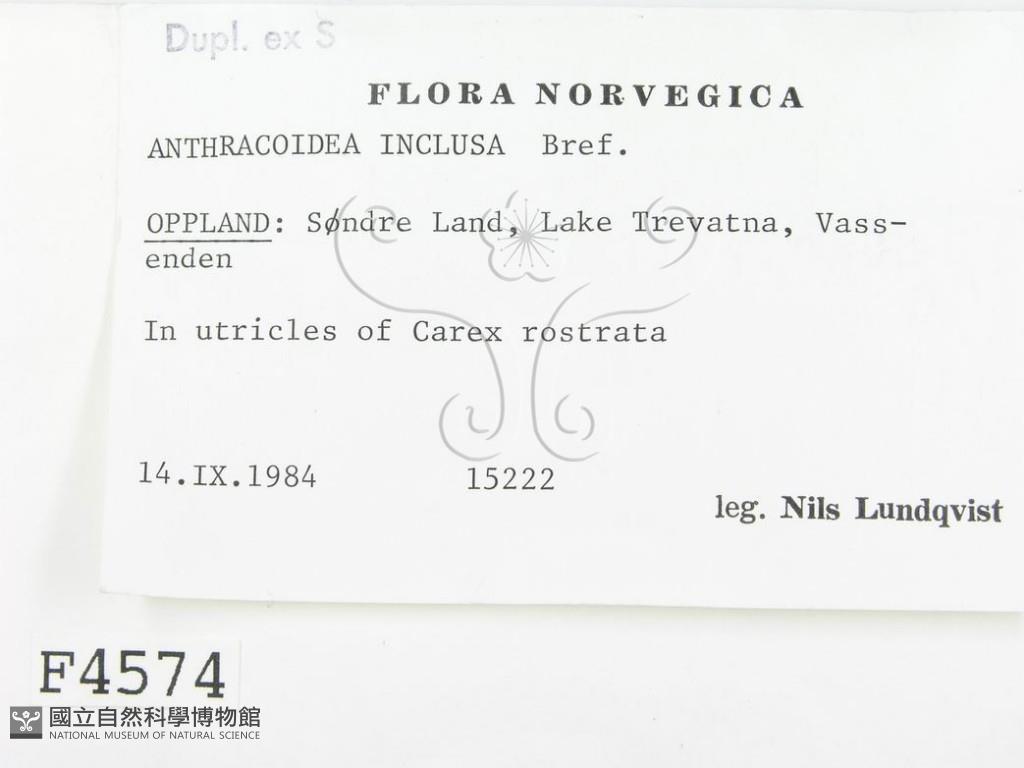 Dupl. ex S
FLORA NORVEGICA
ANTHRACOIDEA INCLUSA Bref.
OPPLAND: Søndre Land, Lake Trevatna, Vass-
enden
In utricles of Carex rostrata
14.IX.1984 15222
leg. Nils Lundqvist
F4574
國立自然科學博物館
NATIONAL MUSEUM OF NATURAL SCIENCE